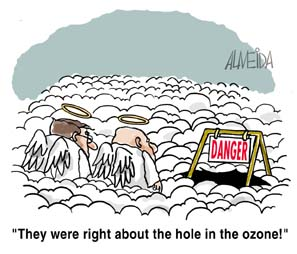 ALMEIDA
DANGER
"They were right about the hole in the ozone!"